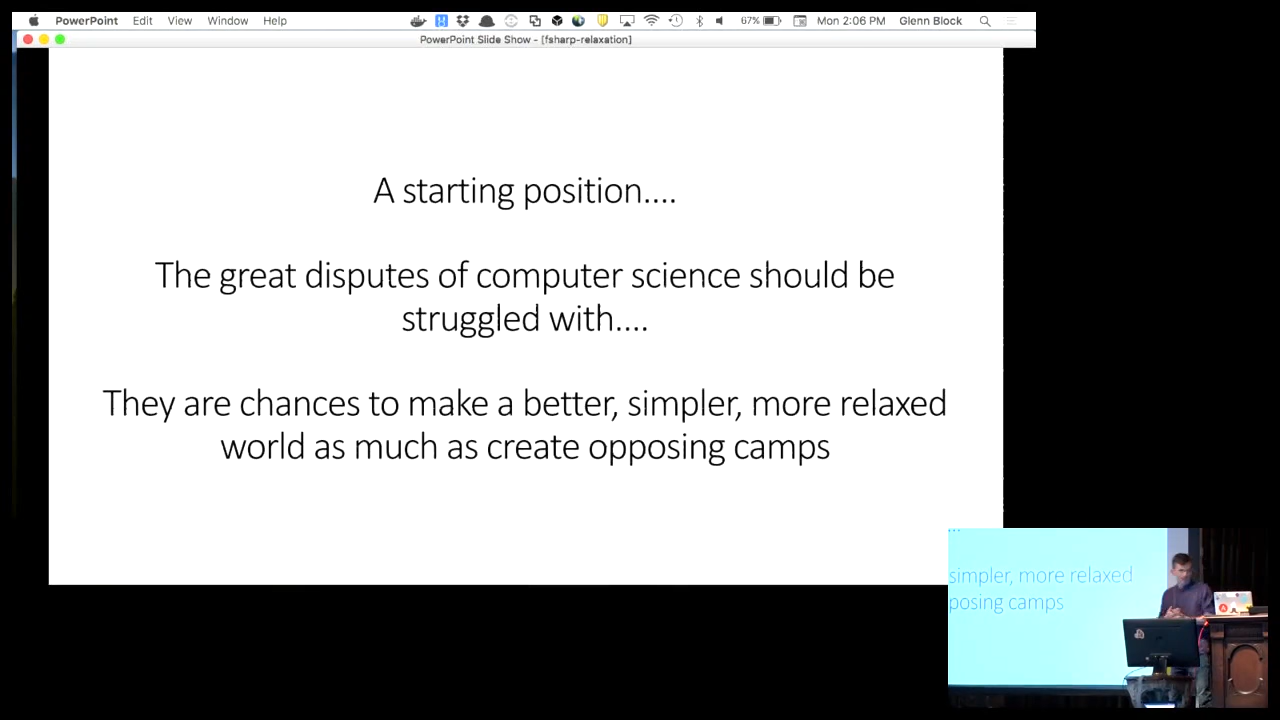 PowerPoint Edit View Window Help 67% Mon 2:06 PM Glenn Block
PowerPoint Slide Show - [fsharp-relaxation]
A starting position....
The great disputes of computer science should be
struggled with....
They are chances to make a better, simpler, more relaxed
world as much as create opposing camps
...
simpler, more relaxed
posing camps